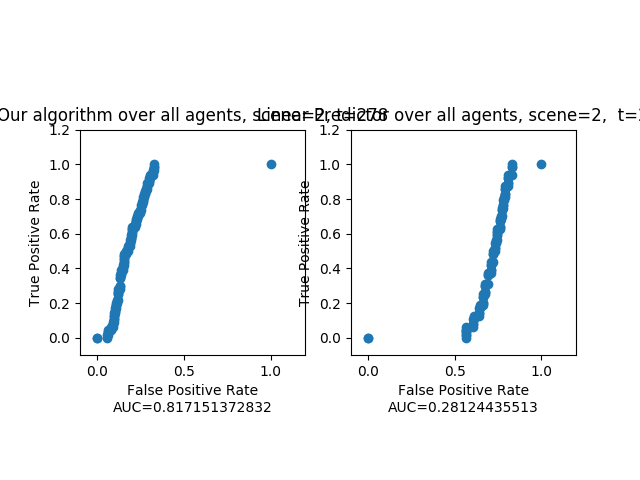 Our algorithm over all agents, scene=2, t=278
Linear Predictor over all agents, scene=2, t=
1.2
1.0
0.8
0.6
0.4
0.2
0.0
True Positive Rate
0.0 0.5 1.0
False Positive Rate
AUC=0.817151372832
1.2
1.0
0.8
0.6
0.4
0.2
0.0
True Positive Rate
0.0 0.5 1.0
False Positive Rate
AUC=0.28124435513